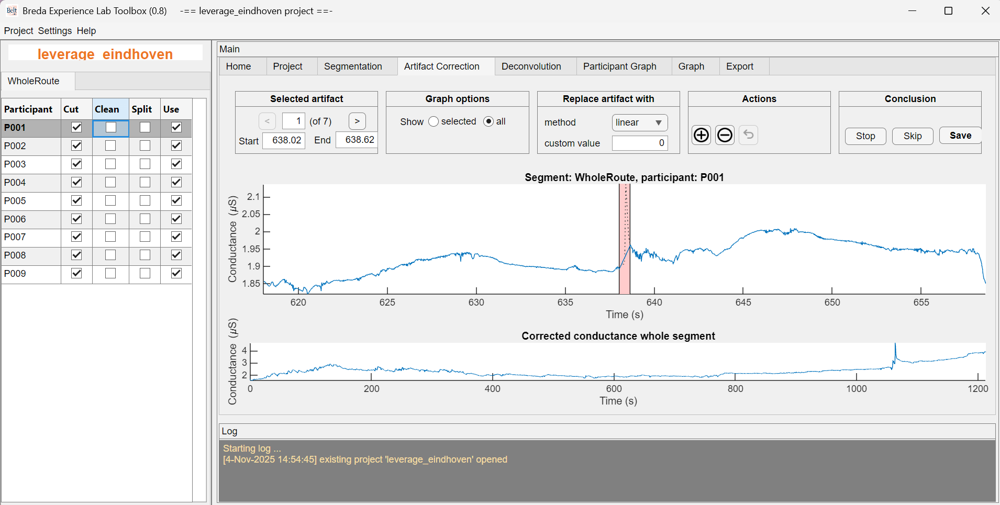 Belt Breda Experience Lab Toolbox (0.8) -== leverage_eindhoven project ==-
Project Settings Help
leverage_eindhoven
WholeRoute
Participant Cut Clean Split Use
P001
P002
P003
P004
P005
P006
P007
P008
P009
Main
Home Project Segmentation Artifact Correction Deconvolution Participant Graph Graph Export
Selected artifact
< 1 (of 7) >
Start 638.02 End 638.62
Graph options
Show selected all
Replace artifact with
method linear
custom value 0
Actions
Conclusion
Stop Skip Save
Segment: WholeRoute, participant: P001
Conductance (µS)
2.1
2.05
2
1.95
1.9
1.85
620 625 630 635 640 645 650 655
Time (s)
Corrected conductance whole segment
Conductance (µS)
4
3
2
0 200 400 600 800 1000 1200
Time (s)
Log
Starting log ...
[4-Nov-2025 14:54:45] existing project 'leverage_eindhoven' opened